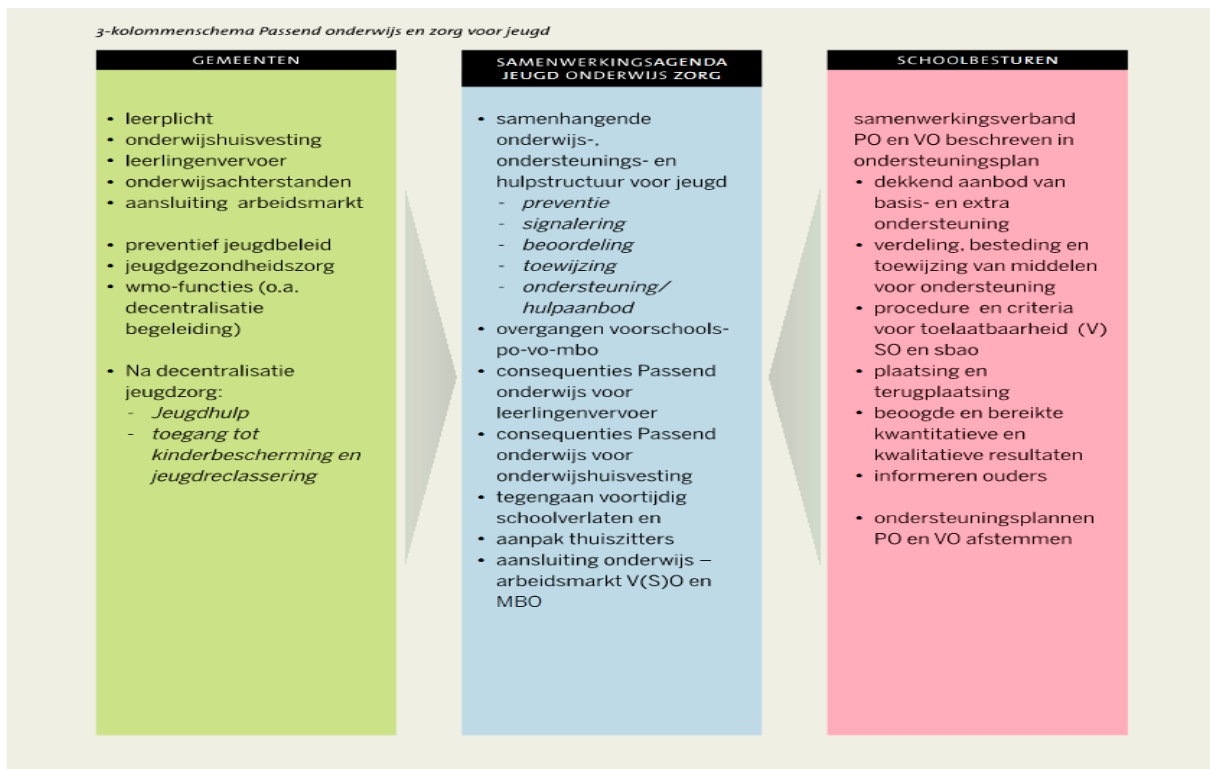 3-kolommenschema Passend onderwijs en zorg voor jeugd
GEMEENTEN
• leerplicht
• onderwijshuisvesting
• leerlingenvervoer
• onderwijsachterstanden
• aansluiting arbeidsmarkt
• preventief jeugdbeleid
• jeugdgezondheidszorg
• wmo-functies (o.a.
decentralisatie
begeleiding)
• Na decentralisatie
jeugdzorg:
- Jeugdhulp
- toegang tot
kinderbescherming en
jeugdreclassering
SAMENWERKINGSAGENDA
JEUGD ONDERWIJS ZORG
• samenhangende
onderwijs-,
ondersteunings- en
hulpstructuur voor jeugd
- preventie
- signalering
- beoordeling
- toewijzing
- ondersteuning/
hulpaanbod
• overgangen voorschools-
po-vo-mbo
• consequenties Passend
onderwijs voor
leerlingenvervoer
• consequenties Passend
onderwijs voor
onderwijshuisvesting
• tegengaan voortijdig
schoolverlaten en
• aanpak thuiszitters
• aansluiting onderwijs –
arbeidsmarkt V(S)O en
MBO
SCHOOLBESTUREN
samenwerkingsverband
PO en VO beschreven in
ondersteuningsplan
• dekkend aanbod van
basis- en extra
ondersteuning
• verdeling, besteding en
toewijzing van middelen
voor ondersteuning
• procedure en criteria
voor toelaatbaarheid (V)
SO en sbao
• plaatsing en
terugplaatsing
• beoogde en bereikte
kwantitatieve en
kwalitatieve resultaten
• informeren ouders
• ondersteuningsplannen
PO en VO afstemmen